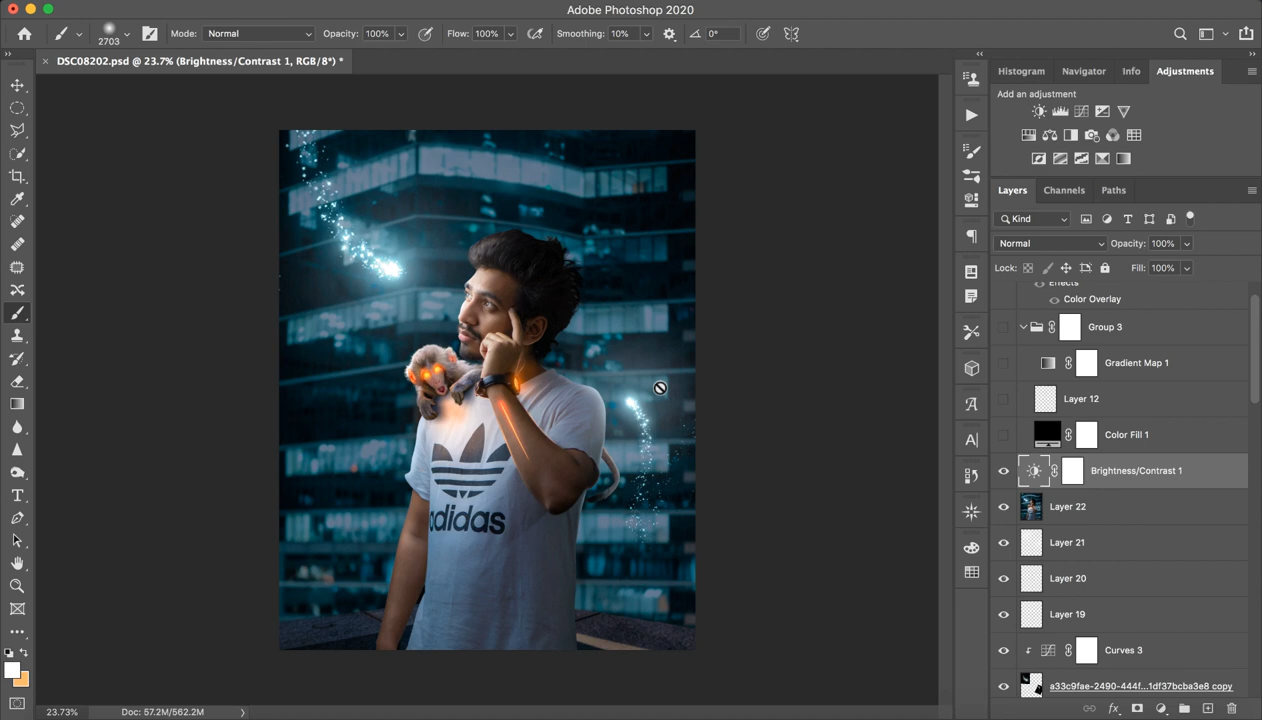 Adobe Photoshop 2020
2703
Mode: Normal
Opacity: 100%
Flow: 100%
Smoothing: 10%
0°
DSC08202.psd @ 23.7% (Brightness/Contrast 1, RGB/8*) *
Histogram
Navigator
Info
Adjustments
Add an adjustment
Layers
Channels
Paths
Kind
Normal
Opacity: 100%
Lock:
Fill: 100%
Effects
Color Overlay
Group 3
Gradient Map 1
Layer 12
Color Fill 1
Brightness/Contrast 1
Layer 22
Layer 21
Layer 20
Layer 19
Curves 3
a33c9fae-2490-444f...1df37bcba3e8 copy
adidas
23.73%
Doc: 57.2M/562.2M